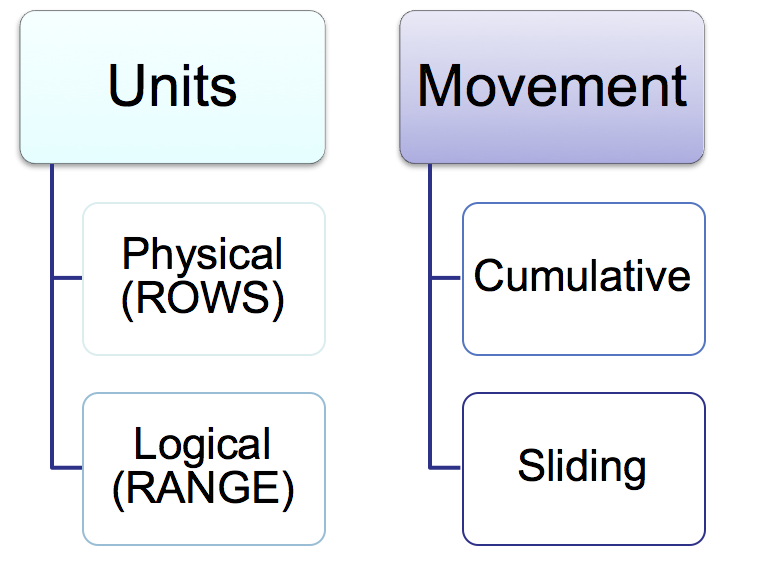 Units
Physical
(ROWS)
Logical
(RANGE)
Movement
Cumulative
Sliding